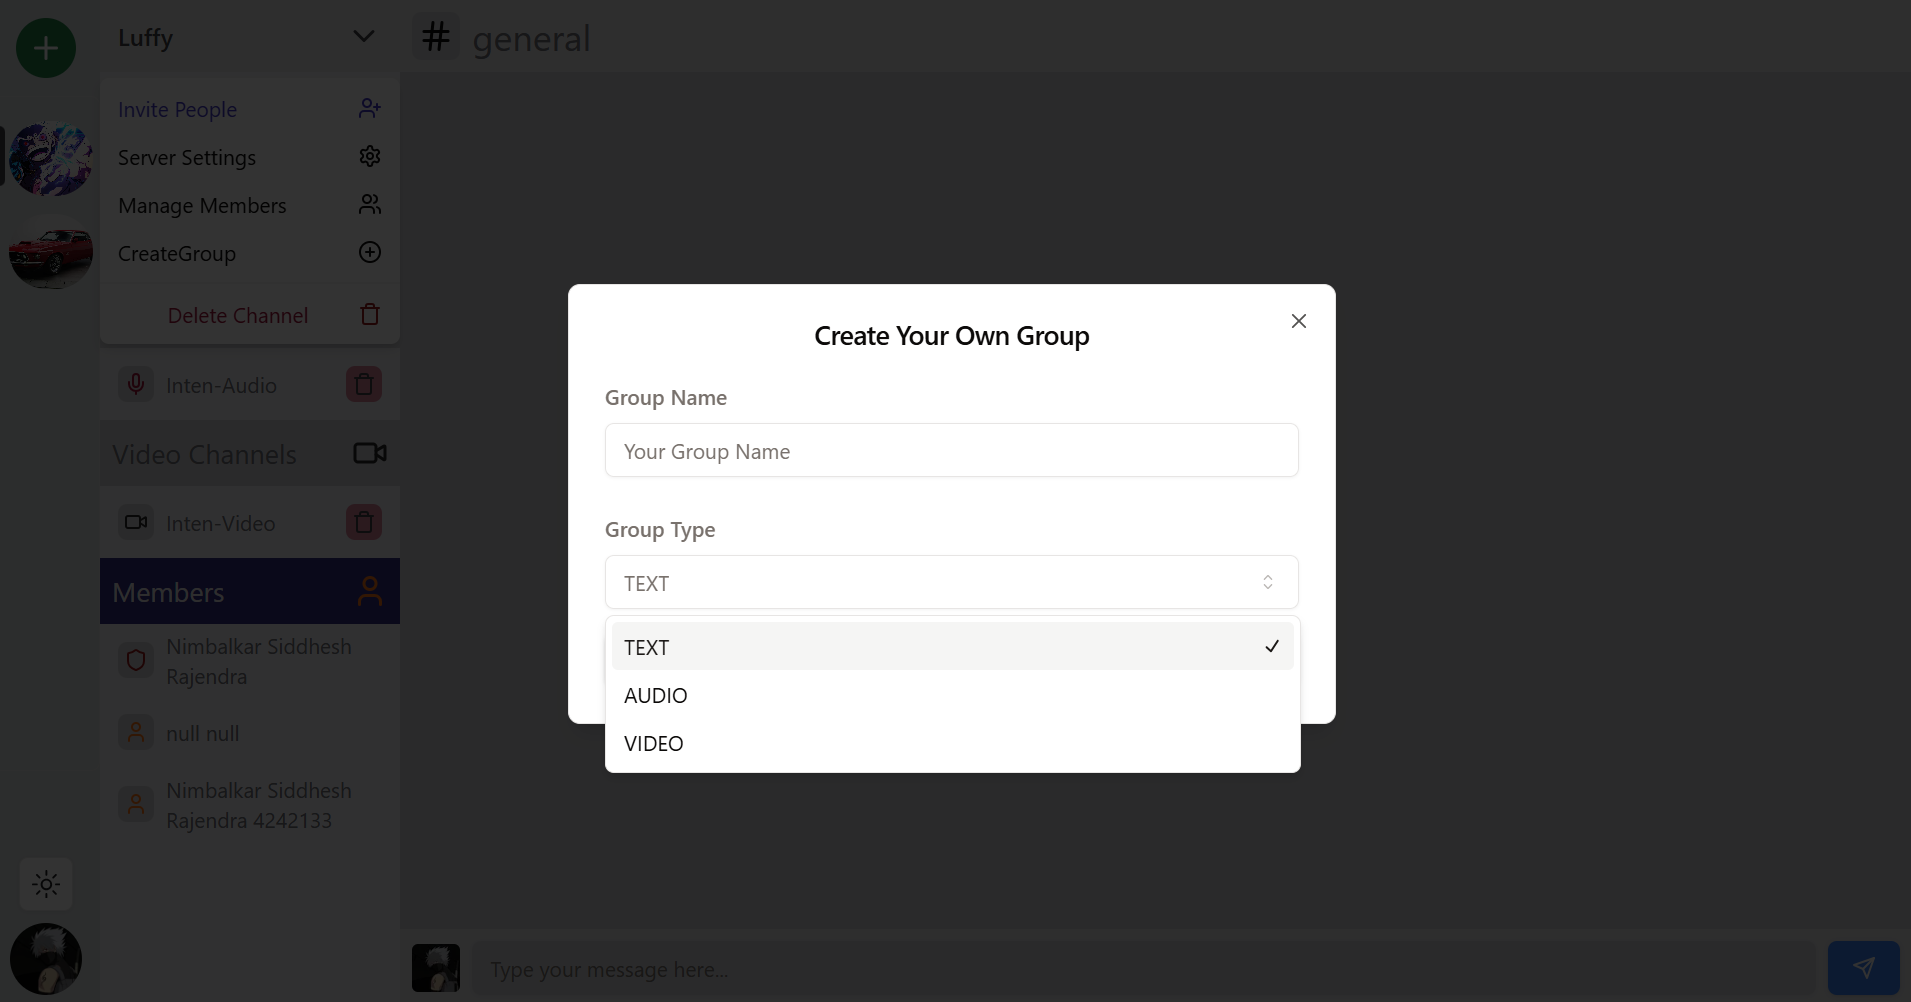 Luffy
# general
Invite People
Server Settings
Manage Members
CreateGroup
Delete Channel
Inten-Audio
Video Channels
Inten-Video
Members
Nimbalkar Siddhesh
Rajendra
null null
Nimbalkar Siddhesh
Rajendra 4242133
Create Your Own Group
Group Name
Your Group Name
Group Type
TEXT
TEXT
AUDIO
VIDEO
Type your message here...